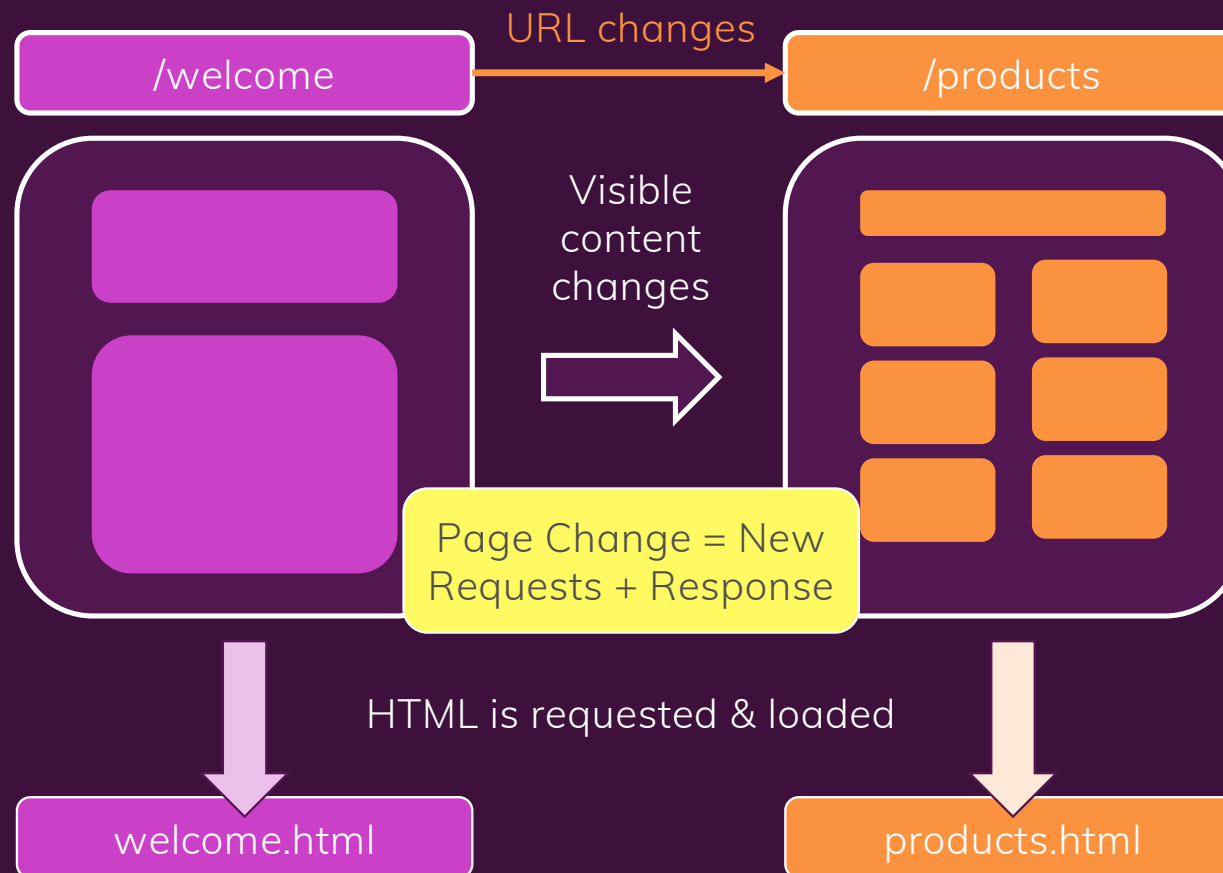 URL changes
/welcome
/products
Visible
content
changes
Page Change = New
Requests + Response
HTML is requested & loaded
welcome.html
products.html